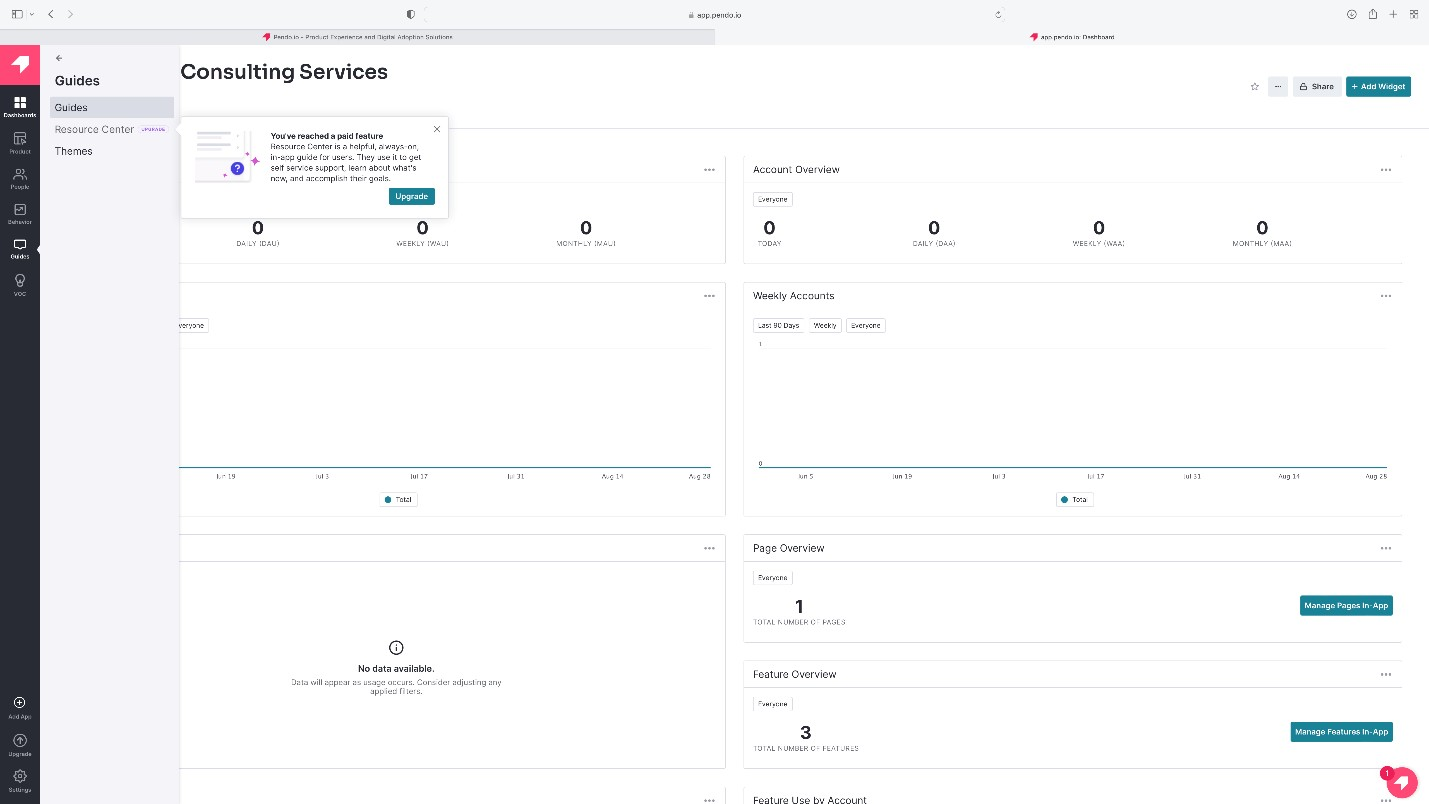 app.pendo.io
Pendo.io - Product Experience and Digital Adoption Solutions
app.pendo.io: Dashboard
Guides
Guides
Resource Center UPGRADE
Themes
Dashboards
Product
People
Behavior
Guides
VOC
Add App
Upgrade
Settings
Consulting Services
Share
+ Add Widget
You've reached a paid feature
Resource Center is a helpful, always-on,
in-app guide for users. They use it to get
self service support, learn about what's
new, and accomplish their goals.
Upgrade
0
DAILY (DAU)
0
WEEKLY (WAU)
0
MONTHLY (MAU)
Account Overview
Everyone
0
TODAY
0
DAILY (DAA)
0
WEEKLY (WAA)
0
MONTHLY (MAA)
veryone
Jun 19
Jul 3
Jul 17
Jul 31
Aug 14
Aug 28
Total
Weekly Accounts
Last 90 Days
Weekly
Everyone
1
0
Jun 5
Jun 19
Jul 3
Jul 17
Jul 31
Aug 14
Aug 28
Total
No data available.
Data will appear as usage occurs. Consider adjusting any
applied filters.
Page Overview
Everyone
1
TOTAL NUMBER OF PAGES
Manage Pages In-App
Feature Overview
Everyone
3
TOTAL NUMBER OF FEATURES
Manage Features In-App
1
Feature Use by Account